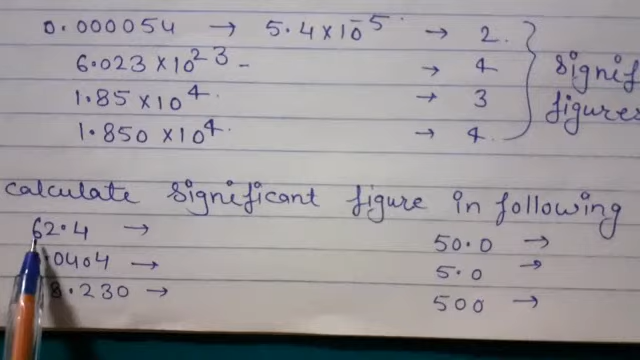 0.000054 → 5.4×10⁻⁵ → 2.
6.023×10²³ - → 4
1.85×10⁴. → 3
1.850×10⁴. → 4.
signif
figures
calculate significant figure in following
62.4 → 50.0 →
.0404 → 5.0 →
.230 → 500 →